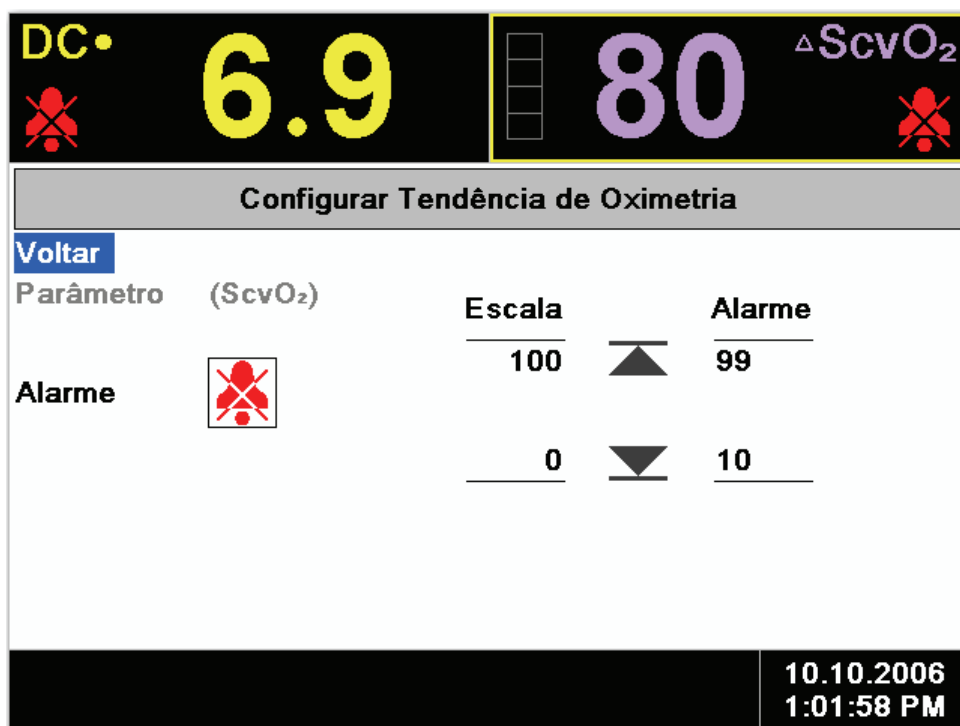 DC•
6.9
80
△ScvO₂
Configurar Tendência de Oximetria
Voltar
Parâmetro (ScvO₂)
Escala Alarme
100 99
Alarme
0 10
10.10.2006
1:01:58 PM